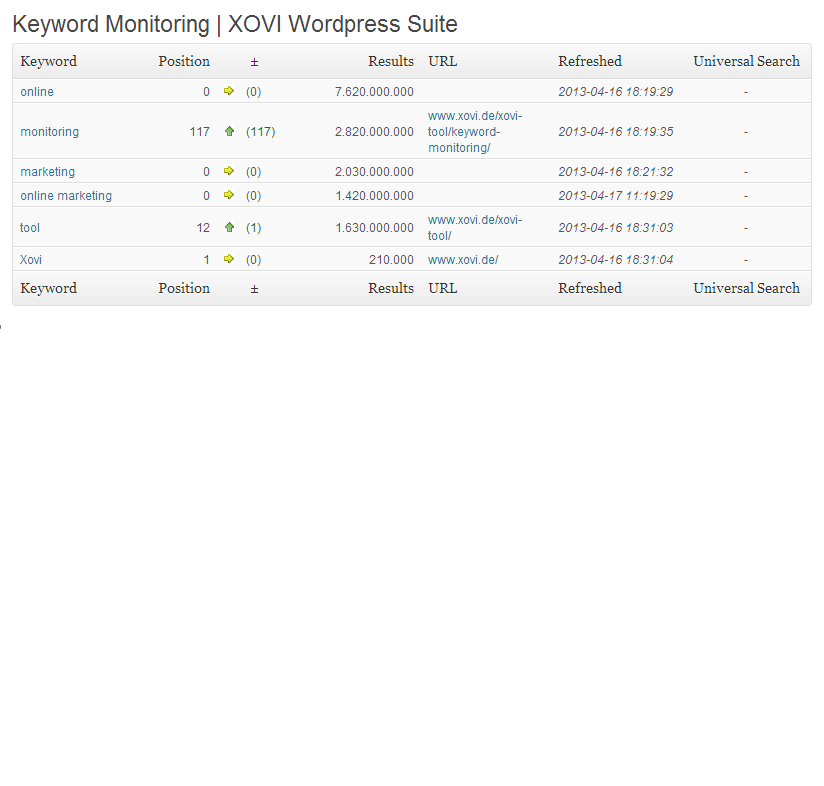 Keyword Monitoring | XOVI Wordpress Suite
Keyword Position ± Results URL Refreshed Universal Search
online 0 (0) 7.620.000.000 2013-04-16 18:19:29 -
monitoring 117 (117) 2.820.000.000 www.xovi.de/xovi-
tool/keyword-
monitoring/ 2013-04-16 18:19:35 -
marketing 0 (0) 2.030.000.000 2013-04-16 18:21:32 -
online marketing 0 (0) 1.420.000.000 2013-04-17 11:19:29 -
tool 12 (1) 1.630.000.000 www.xovi.de/xovi-
tool/ 2013-04-16 18:31:03 -
Xovi 1 (0) 210.000 www.xovi.de/ 2013-04-16 18:31:04 -
Keyword Position ± Results URL Refreshed Universal Search